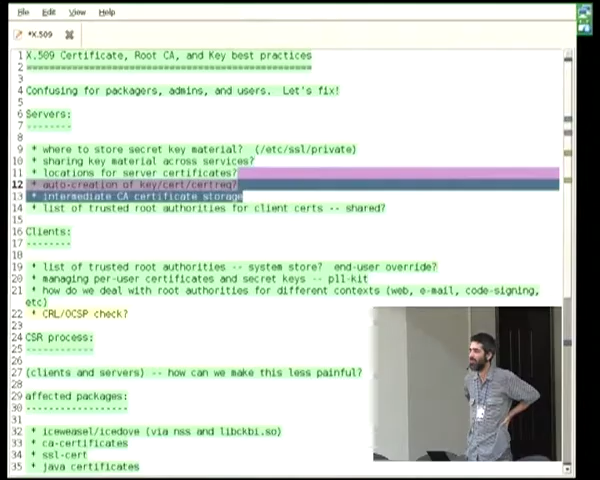 File Edit View Help
*X.509
1 X.509 Certificate, Root CA, and Key best practices
2 ================================================
3
4 Confusing for packagers, admins, and users. Let's fix!
5
6 Servers:
7 --------
8
9 * where to store secret key material? (/etc/ssl/private)
10 * sharing key material across services?
11 * locations for server certificates?
12 * auto-creation of key/cert/certreq?
13 * intermediate CA certificate storage
14 * list of trusted root authorities for client certs -- shared?
15
16 Clients:
17 --------
18
19 * list of trusted root authorities -- system store? end-user override?
20 * managing per-user certificates and secret keys -- p11-kit
21 * how do we deal with root authorities for different contexts (web, e-mail, code-signing,
etc)
22 * CRL/OCSP check?
23
24 CSR process:
25 ------------
26
27 (clients and servers) -- how can we make this less painful?
28
29 affected packages:
30 ------------------
31
32 * iceweasel/icedove (via nss and libckbi.so)
33 * ca-certificates
34 * ssl-cert
35 * java certificates